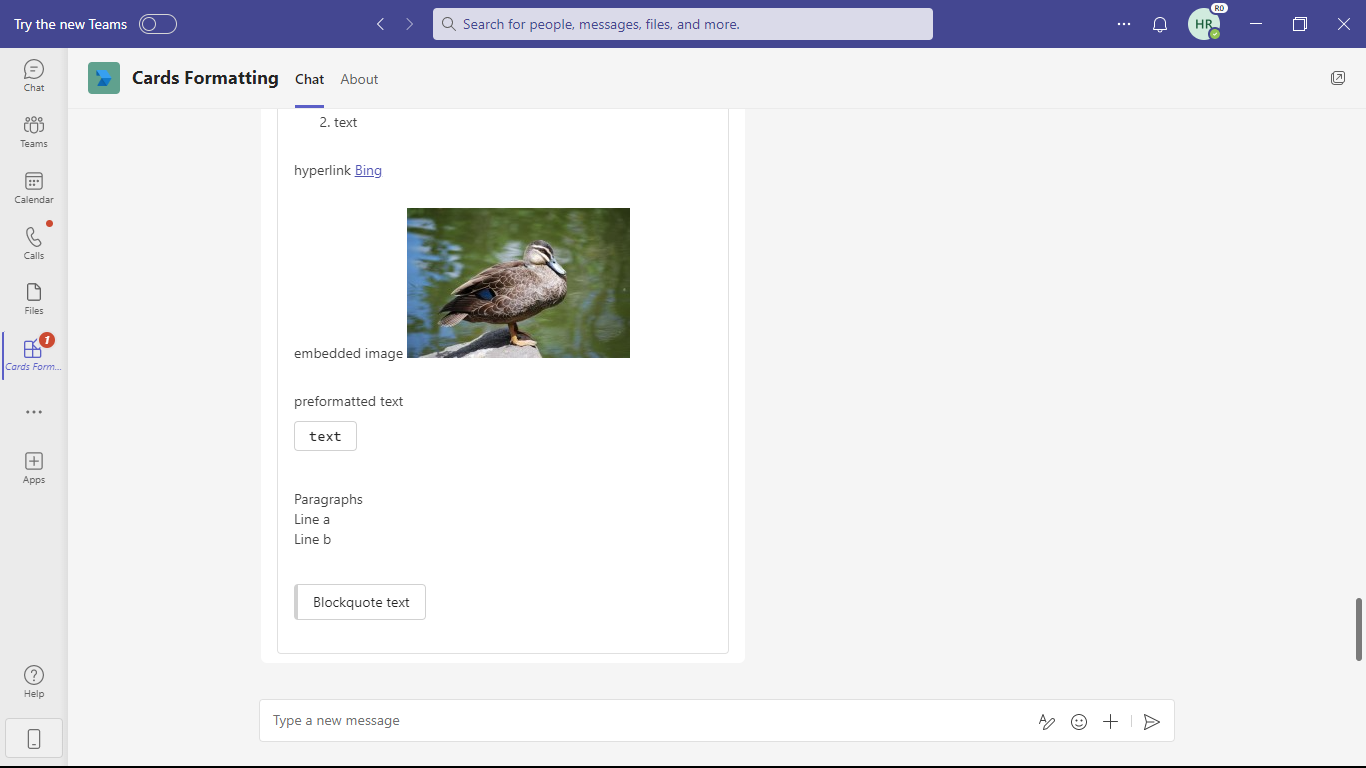 Try the new Teams
Search for people, messages, files, and more.
HR
R0
Chat
Teams
Calendar
Calls
Files
1
Cards Form...
Apps
Help
Cards Formatting Chat About
2. text
hyperlink Bing
embedded image
preformatted text
text
Paragraphs
Line a
Line b
Blockquote text
Type a new message